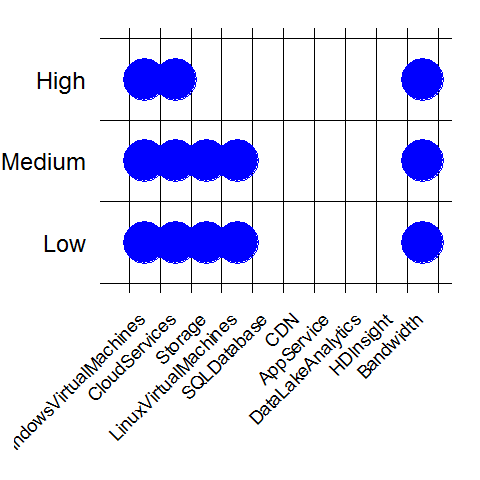 High
Medium
Low
ndowsVirtualMachines
CloudServices
Storage
LinuxVirtualMachines
SQLDatabase
CDN
AppService
DataLakeAnalytics
HDInsight
Bandwidth